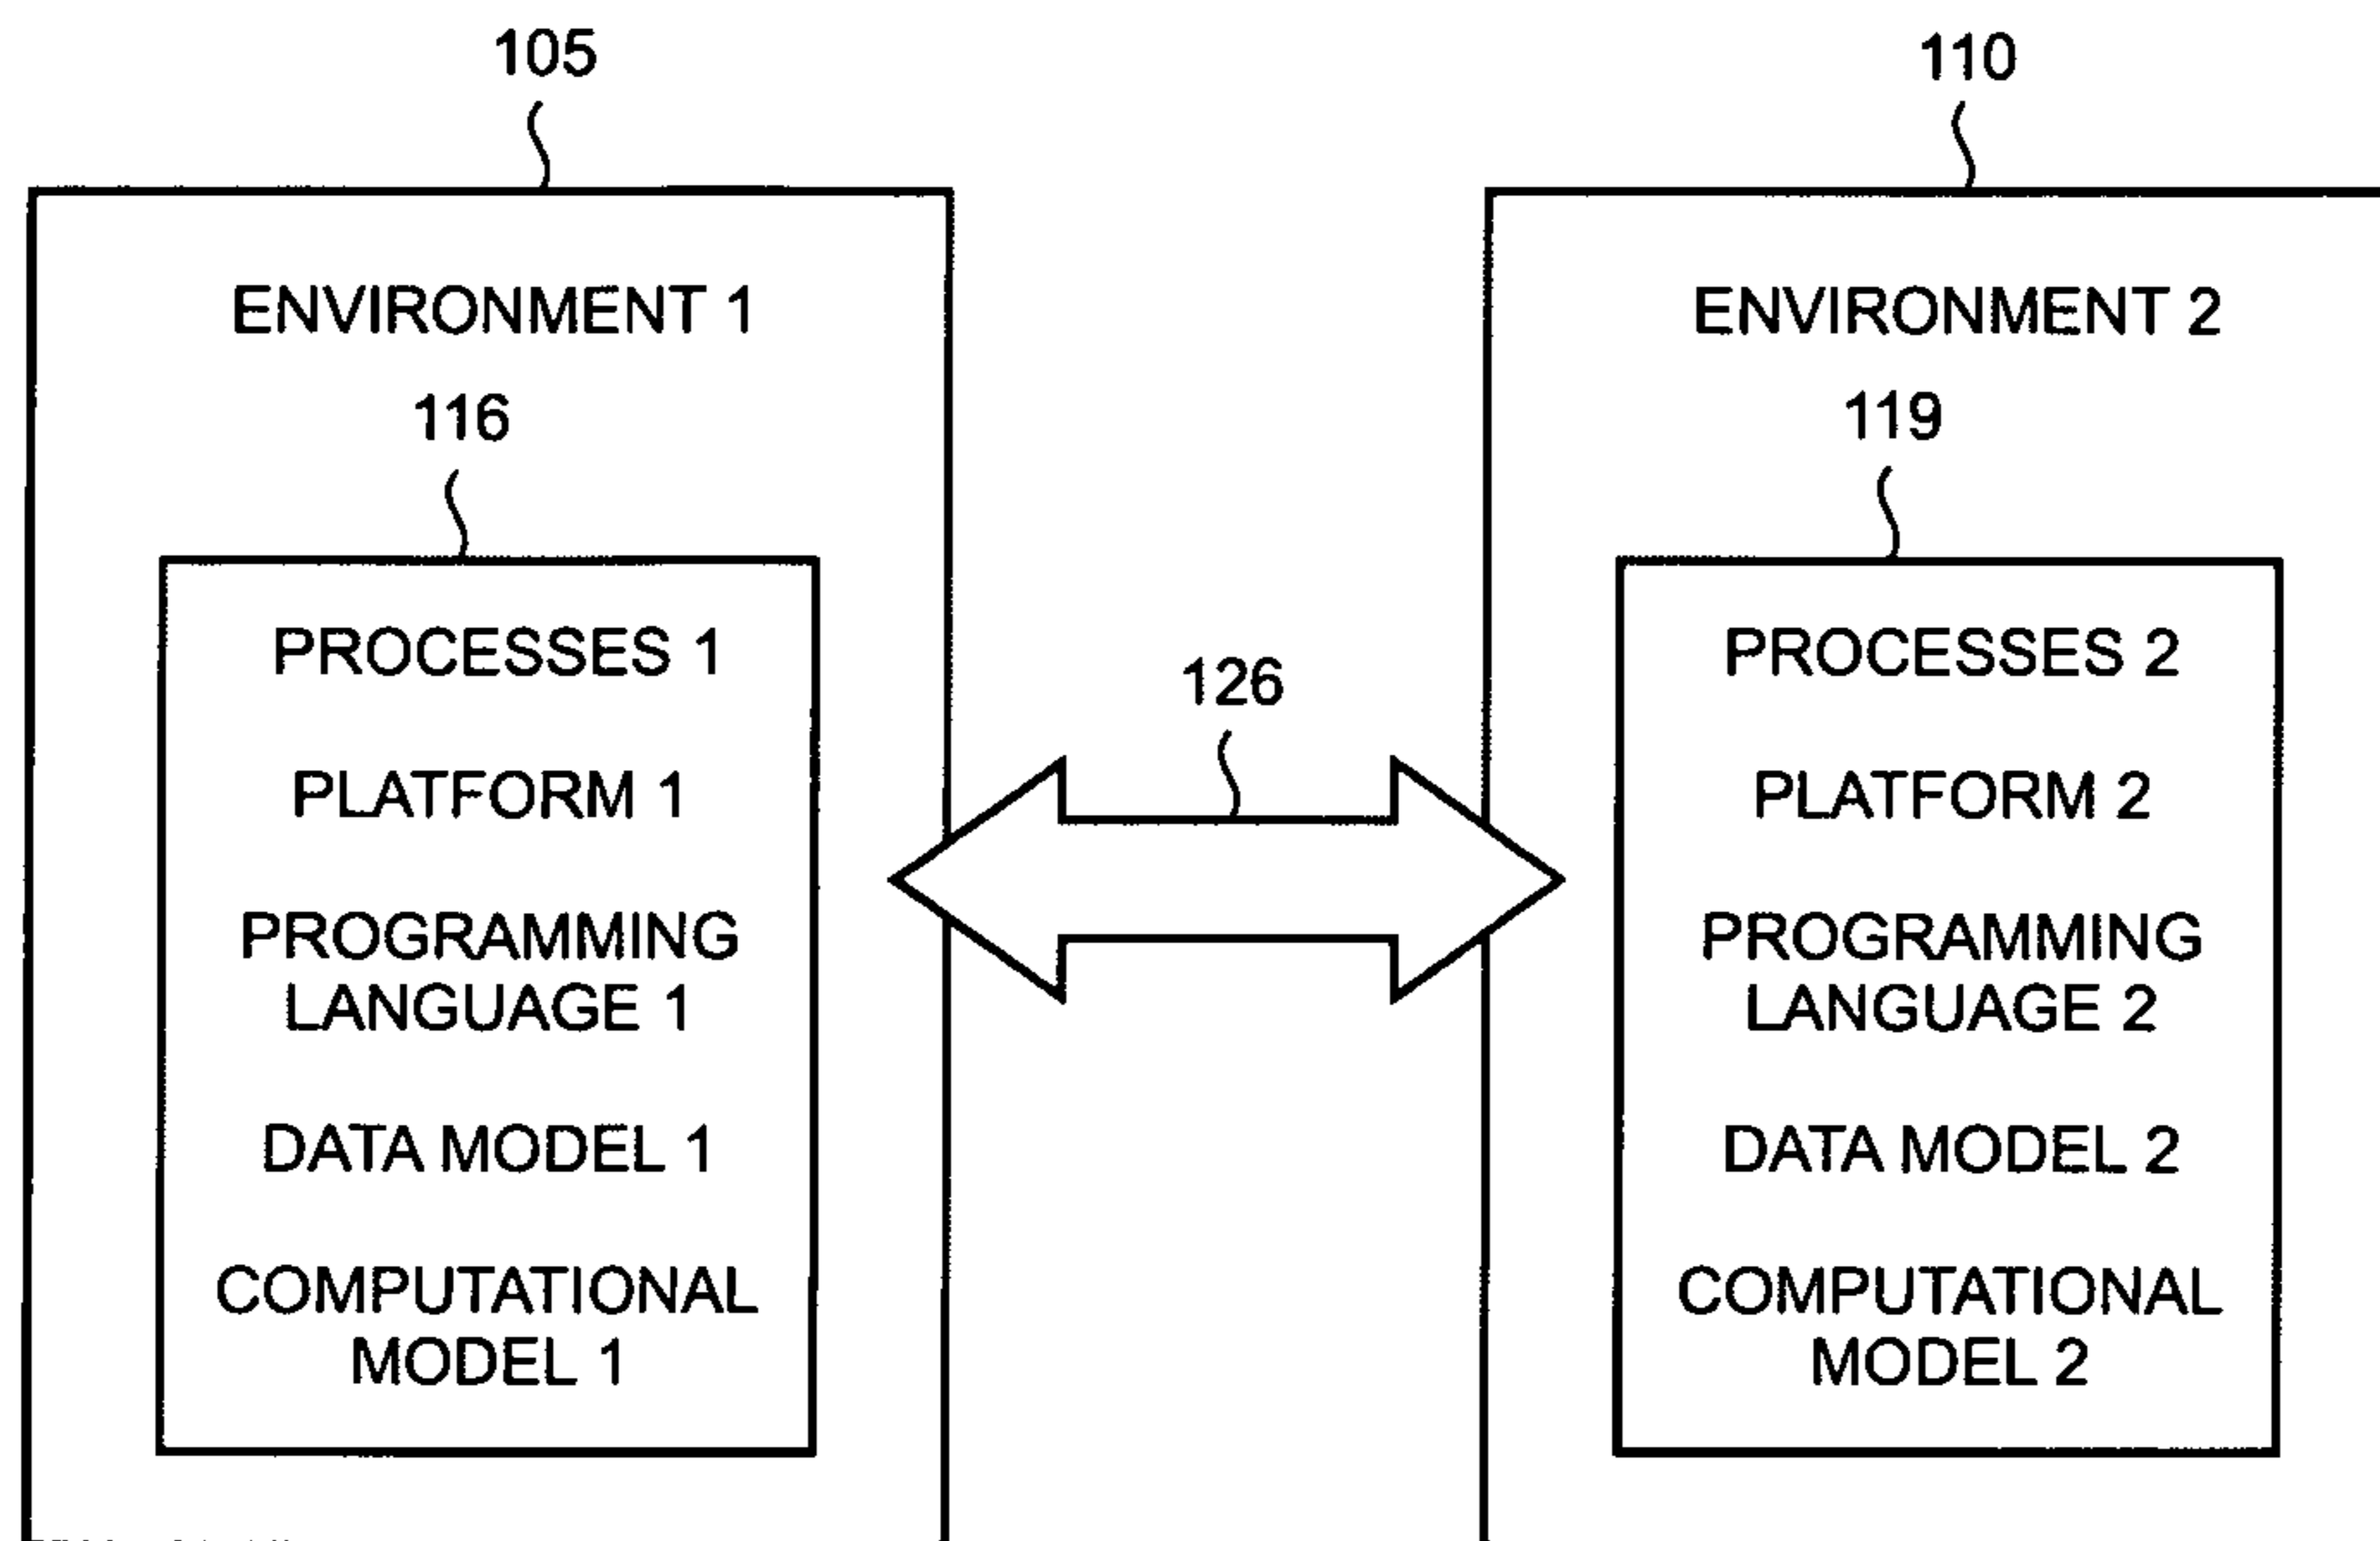 105
110
ENVIRONMENT 1
ENVIRONMENT 2
116
119
PROCESSES 1
PLATFORM 1
PROGRAMMING
LANGUAGE 1
DATA MODEL 1
COMPUTATIONAL
MODEL 1
126
PROCESSES 2
PLATFORM 2
PROGRAMMING
LANGUAGE 2
DATA MODEL 2
COMPUTATIONAL
MODEL 2